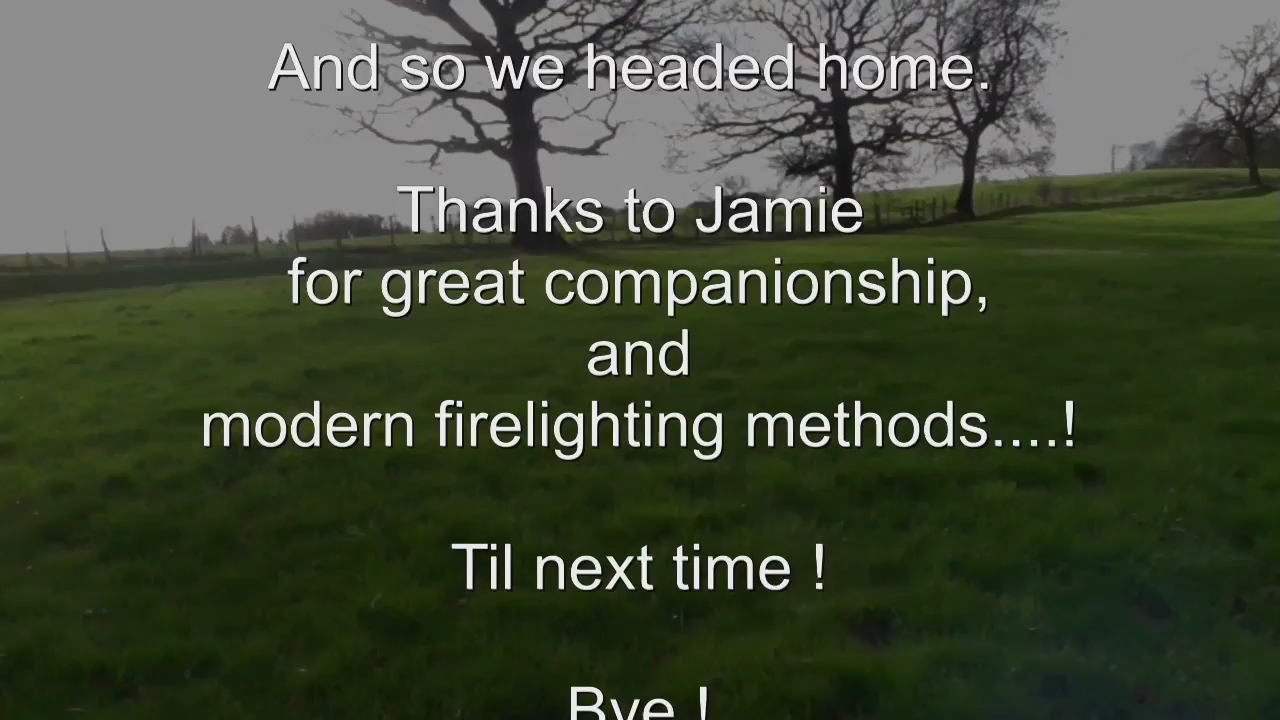 And so we headed home.
Thanks to Jamie
for great companionship,
and
modern firelighting methods....!
Til next time !
Bye !